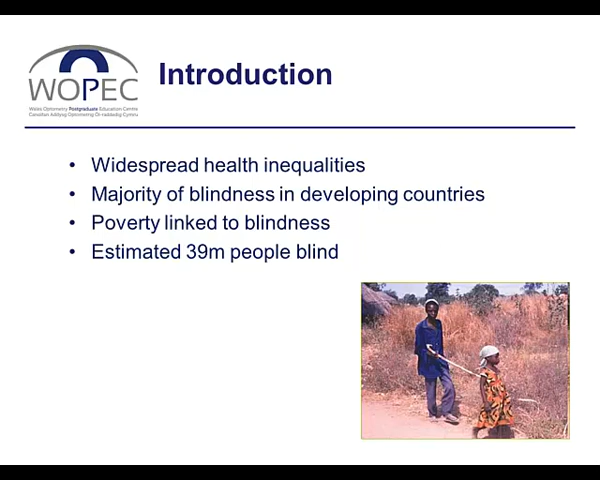 WOPEC
Wales Optometry Postgraduate Education Centre
Canolfan Addysg Optometreg Ôl-raddedig Cymru
Introduction
• Widespread health inequalities
• Majority of blindness in developing countries
• Poverty linked to blindness
• Estimated 39m people blind